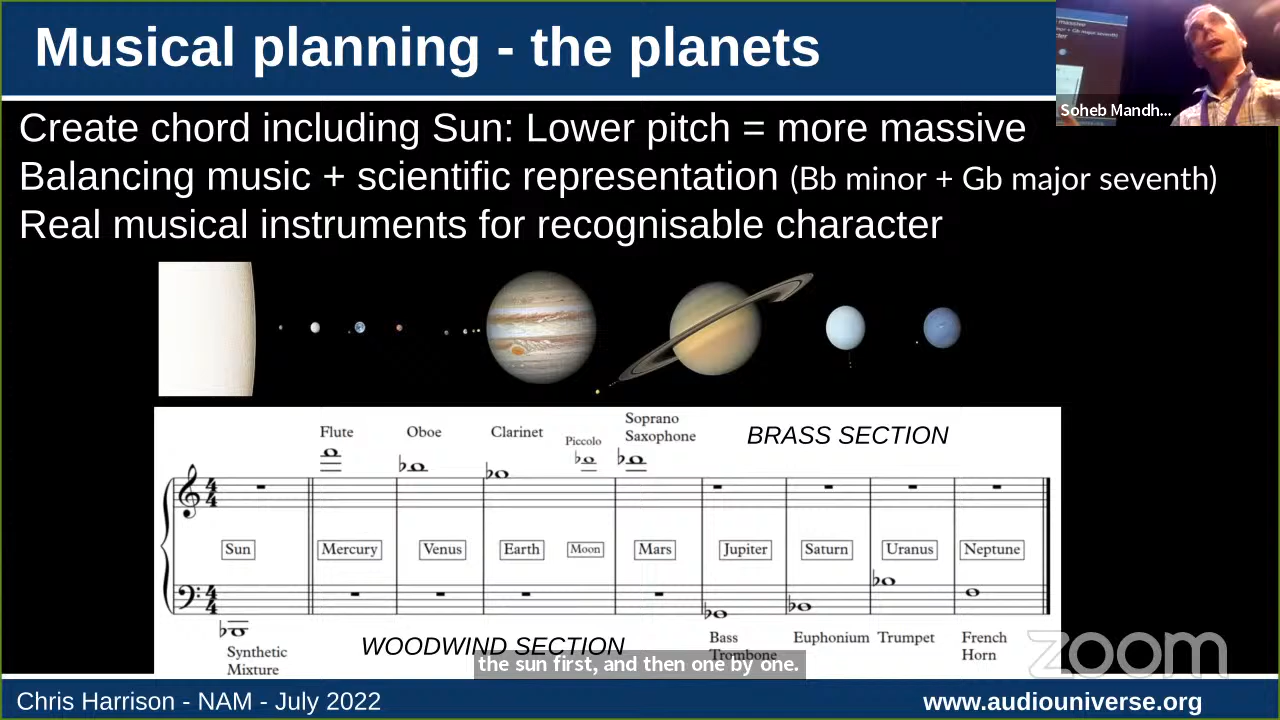 Musical planning - the planets
Soheb Mandh...
Create chord including Sun: Lower pitch = more massive
Balancing music + scientific representation (Bb minor + Gb major seventh)
Real musical instruments for recognisable character
Flute
Oboe
Clarinet
Piccolo
Soprano
Saxophone
BRASS SECTION
Sun
Mercury
Venus
Earth
Moon
Mars
Jupiter
Saturn
Uranus
Neptune
Synthetic
Mixture
WOODWIND SECTION
Bass
Trombone
Euphonium
Trumpet
French
Horn
the sun first, and then one by one.
zoom
Chris Harrison - NAM - July 2022
www.audiouniverse.org